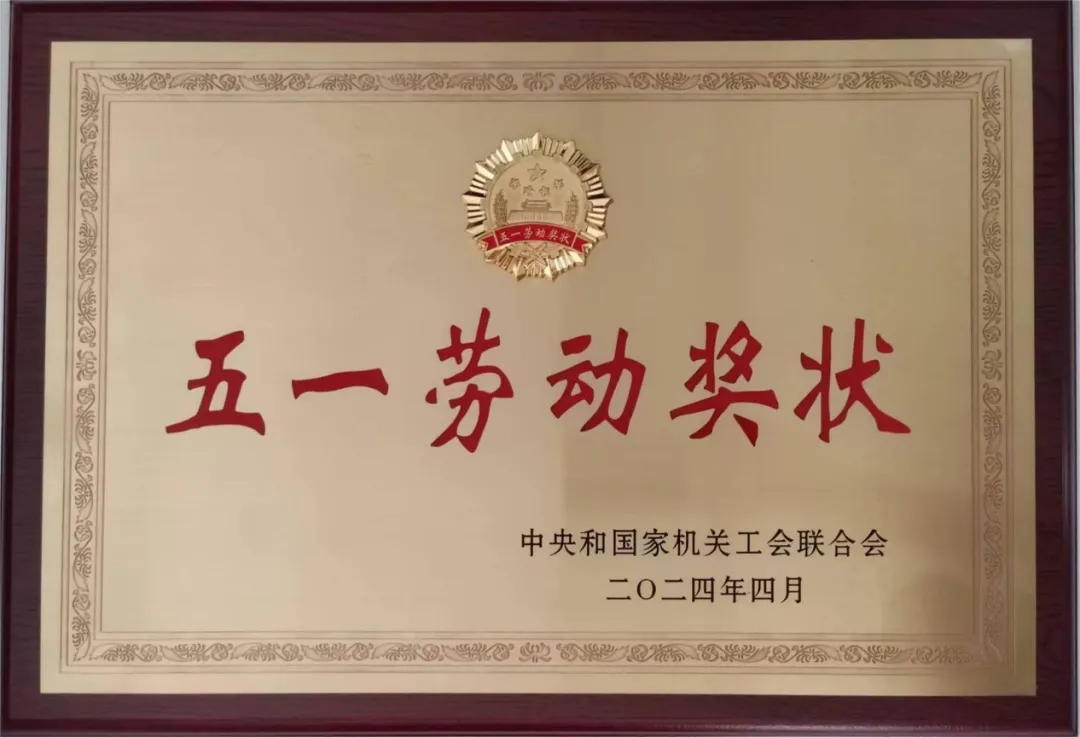 五一劳动奖状
五一劳动奖状
中央和国家机关工会联合会
二〇二四年四月